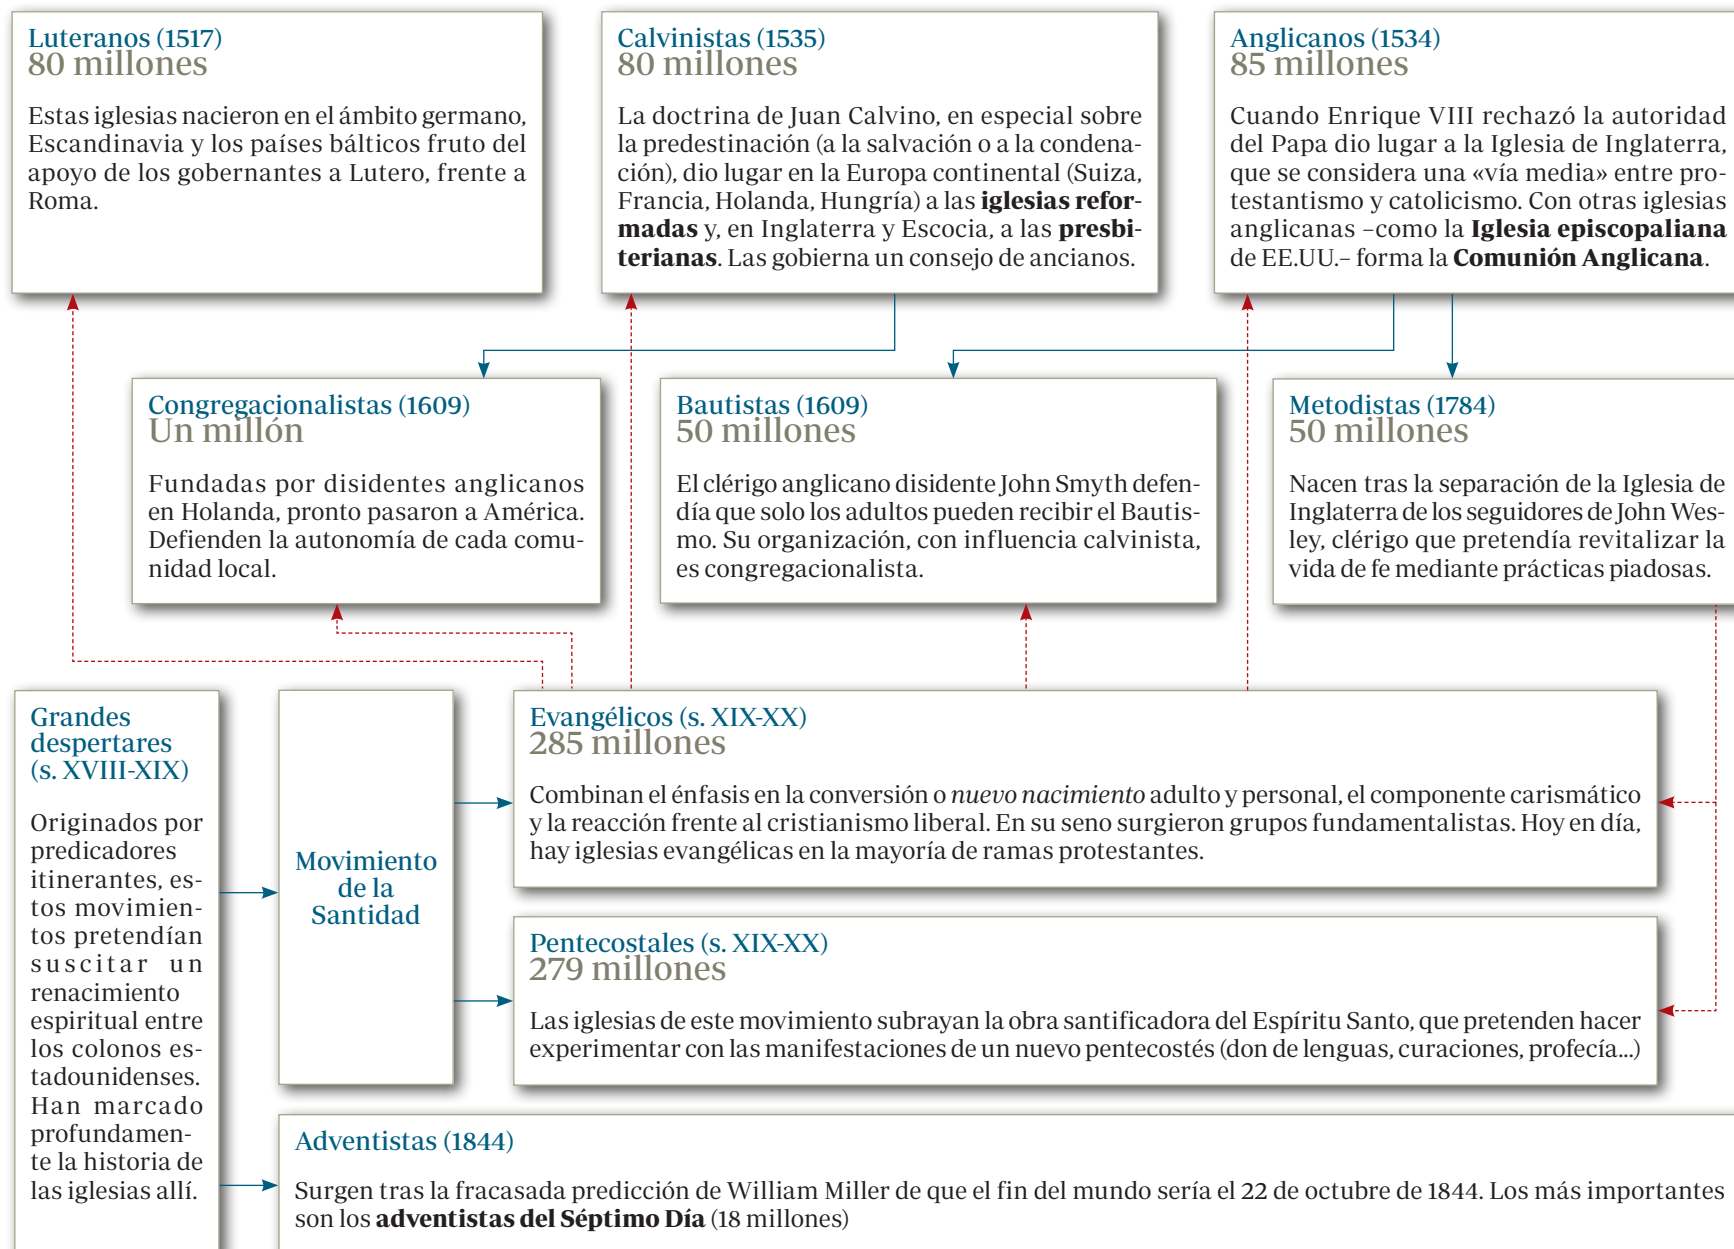 Luteranos (1517)
80 millones
Estas iglesias nacieron en el ámbito germano,
Escandinavia y los países bálticos fruto del
apoyo de los gobernantes a Lutero, frente a
Roma.
Calvinistas (1535)
80 millones
La doctrina de Juan Calvino, en especial sobre
la predestinación (a la salvación o a la condena-
ción), dio lugar en la Europa continental (Suiza,
Francia, Holanda, Hungría) a las iglesias refor-
madas y, en Inglaterra y Escocia, a las presbi-
terianas. Las gobierna un consejo de ancianos.
Anglicanos (1534)
85 millones
Cuando Enrique VIII rechazó la autoridad
del Papa dio lugar a la Iglesia de Inglaterra,
que se considera una «vía media» entre pro-
testantismo y catolicismo. Con otras iglesias
anglicanas –como la Iglesia episcopaliana
de EE.UU.– forma la Comunión Anglicana.
Congregacionalistas (1609)
Un millón
Fundadas por disidentes anglicanos
en Holanda, pronto pasaron a América.
Defienden la autonomía de cada comu-
nidad local.
Bautistas (1609)
50 millones
El clérigo anglicano disidente John Smyth defen-
día que solo los adultos pueden recibir el Bautis-
mo. Su organización, con influencia calvinista,
es congregacionalista.
Metodistas (1784)
50 millones
Nacen tras la separación de la Iglesia de
Inglaterra de los seguidores de John Wes-
ley, clérigo que pretendía revitalizar la
vida de fe mediante prácticas piadosas.
Grandes
despertares
(s. XVIII-XIX)
Originados por
predicadores
itinerantes, es-
tos movimien-
tos pretendían
suscitar un
renacimiento
espiritual entre
los colonos es-
tadounidenses.
Han marcado
profundamen-
te la historia de
las iglesias allí.
Movimiento
de la
Santidad
Evangélicos (s. XIX-XX)
285 millones
Combinan el énfasis en la conversión o nuevo nacimiento adulto y personal, el componente carismático
y la reacción frente al cristianismo liberal. En su seno surgieron grupos fundamentalistas. Hoy en día,
hay iglesias evangélicas en la mayoría de ramas protestantes.
Pentecostales (s. XIX-XX)
279 millones
Las iglesias de este movimiento subrayan la obra santificadora del Espíritu Santo, que pretenden hacer
experimentar con las manifestaciones de un nuevo pentecostés (don de lenguas, curaciones, profecía...)
Adventistas (1844)
Surgen tras la fracasada predicción de William Miller de que el fin del mundo sería el 22 de octubre de 1844. Los más importantes
son los adventistas del Séptimo Día (18 millones)